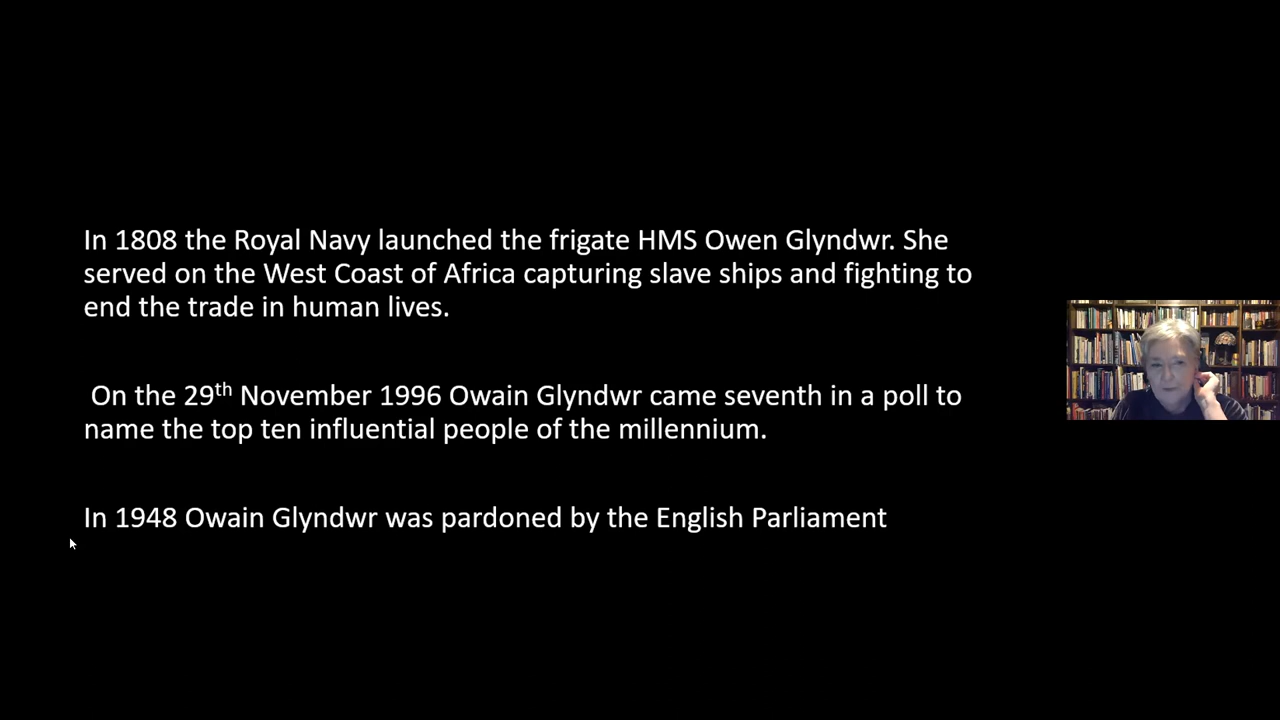 In 1808 the Royal Navy launched the frigate HMS Owen Glyndwr. She
served on the West Coast of Africa capturing slave ships and fighting to
end the trade in human lives.
On the 29th November 1996 Owain Glyndwr came seventh in a poll to
name the top ten influential people of the millennium.
In 1948 Owain Glyndwr was pardoned by the English Parliament